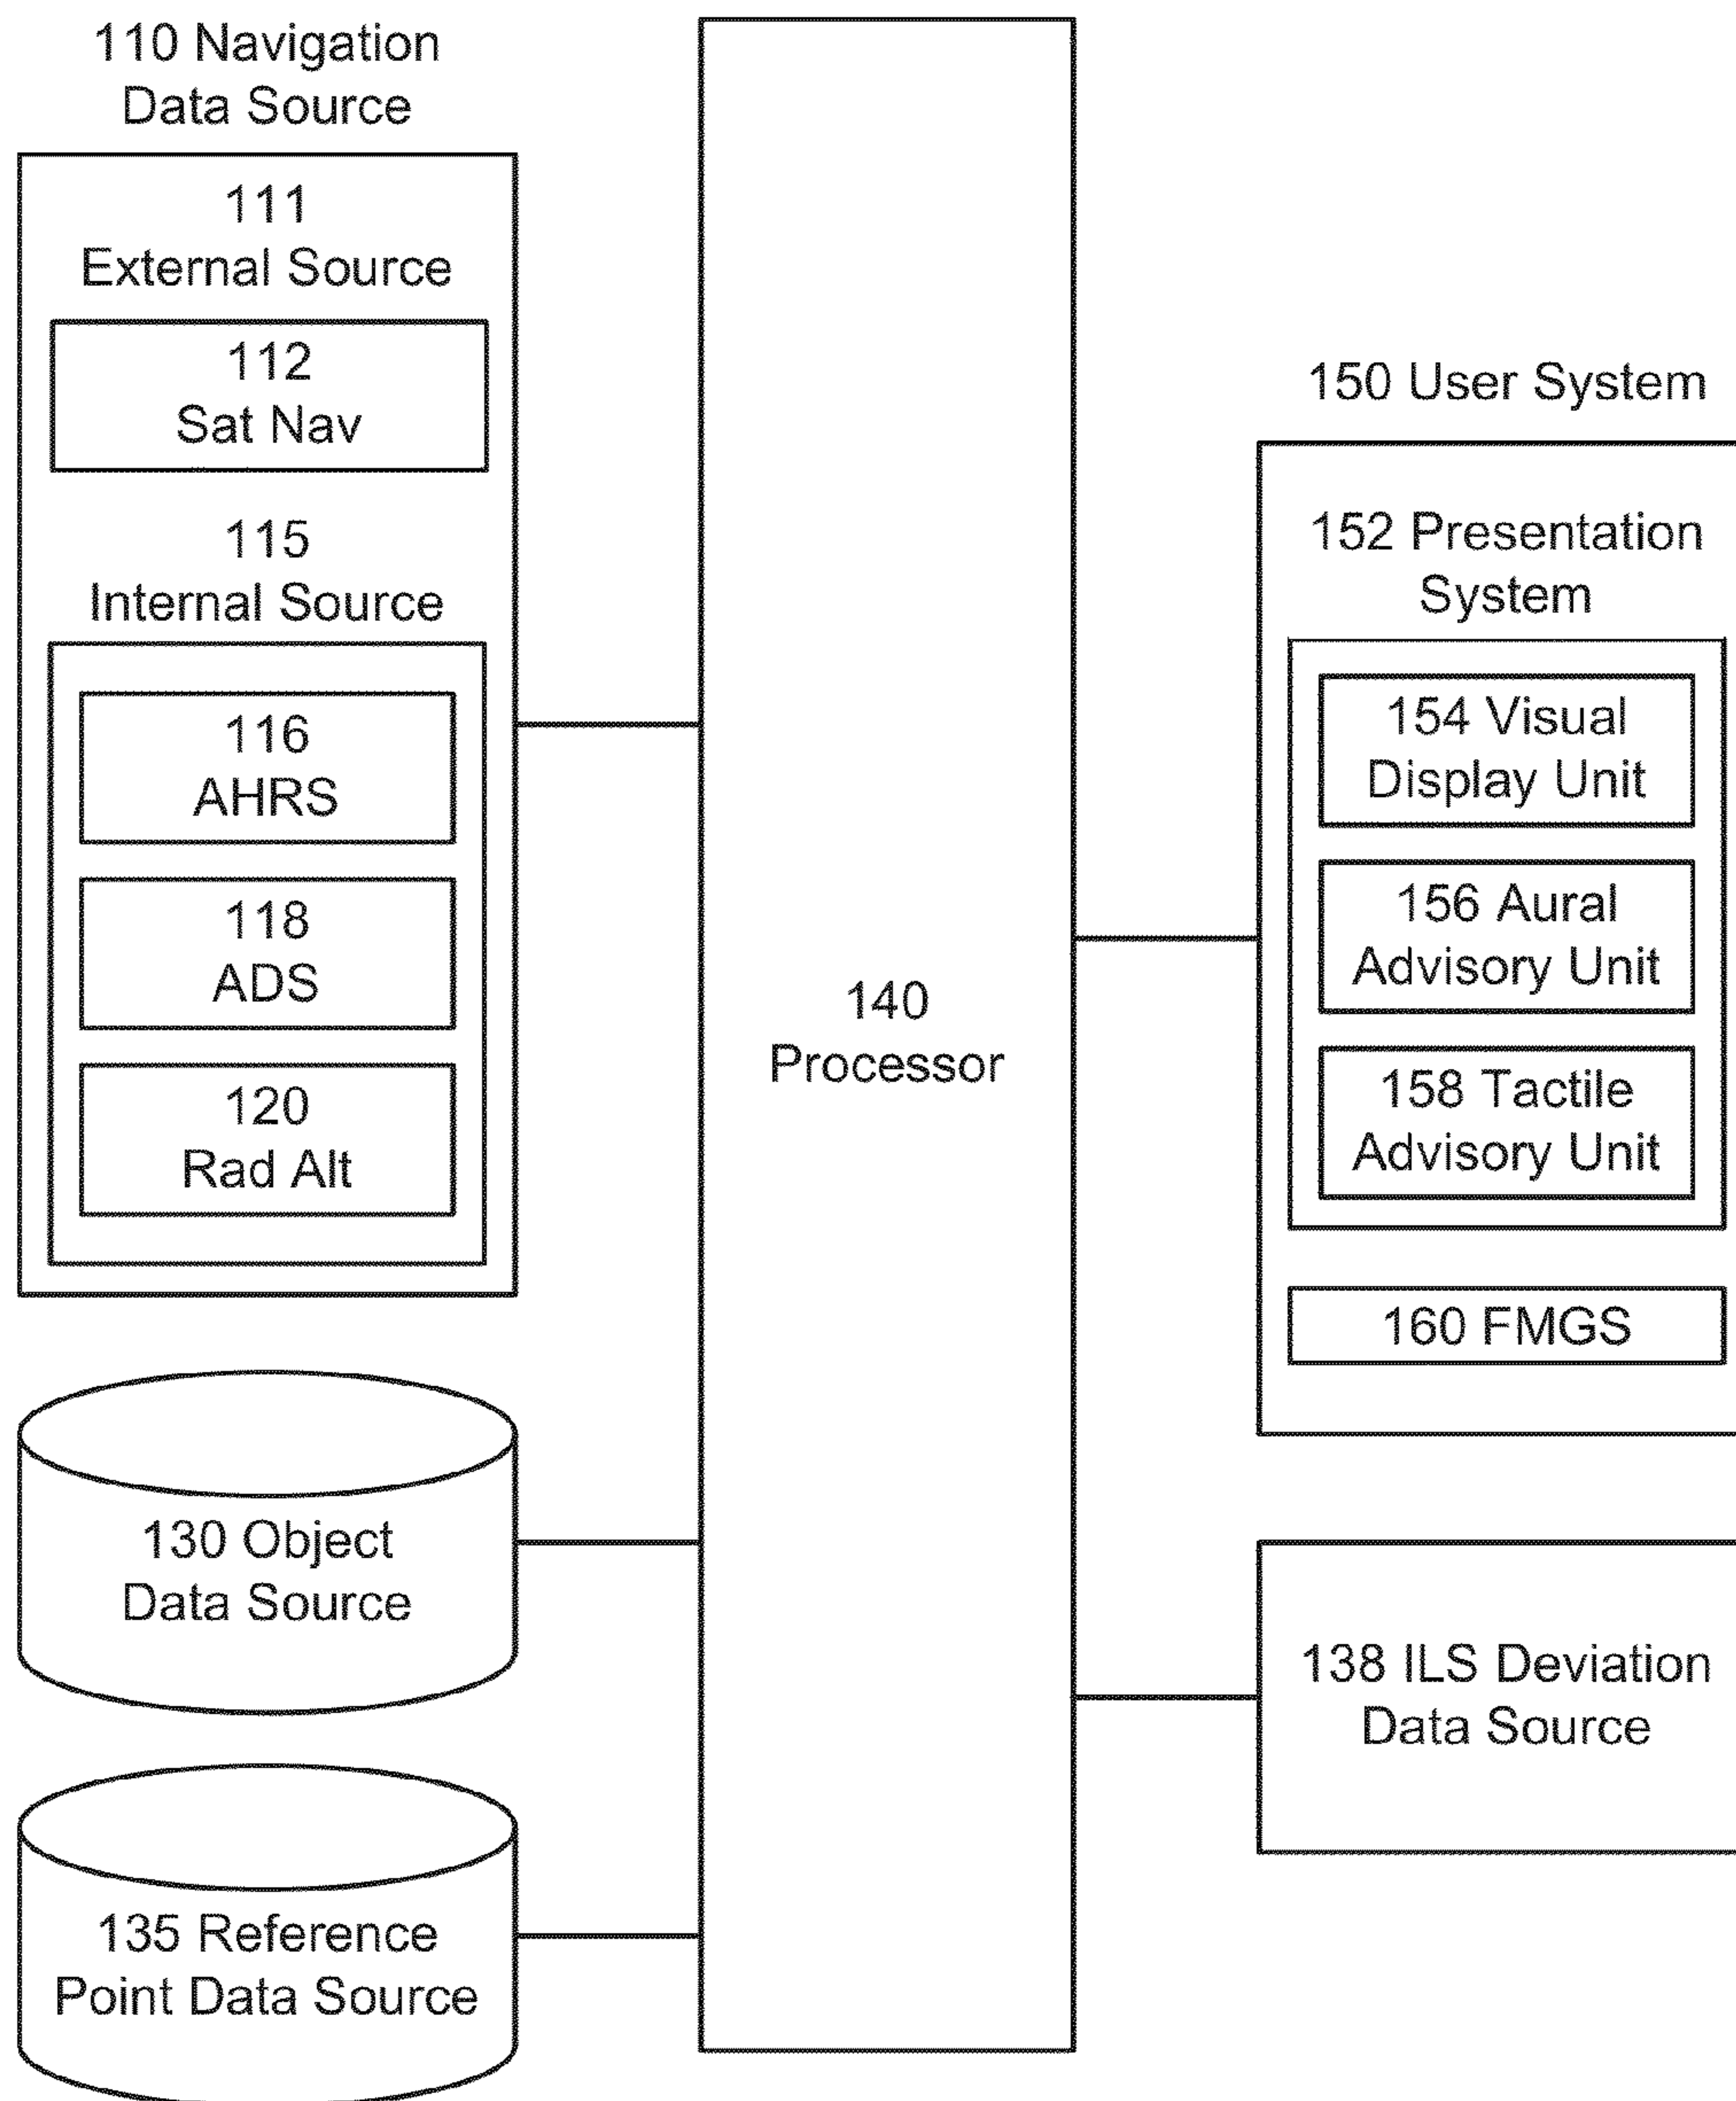 110 Navigation
Data Source
111
External Source
112
Sat Nav
115
Internal Source
116
AHRS
118
ADS
120
Rad Alt
130 Object
Data Source
135 Reference
Point Data Source
140
Processor
150 User System
152 Presentation
System
154 Visual
Display Unit
156 Aural
Advisory Unit
158 Tactile
Advisory Unit
160 FMGS
138 ILS Deviation
Data Source